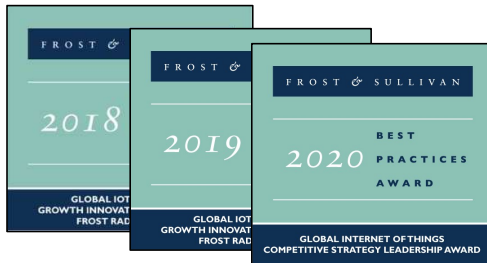 FROST &
2018
GLOBAL IOT
GROWTH INNOVAT
FROST RAD
FROST &
2019
GLOBAL IOT
GROWTH INNOVAT
FROST RAD
FROST & SULLIVAN
2020
BEST
PRACTICES
AWARD
GLOBAL INTERNET OF THINGS
COMPETITIVE STRATEGY LEADERSHIP AWARD